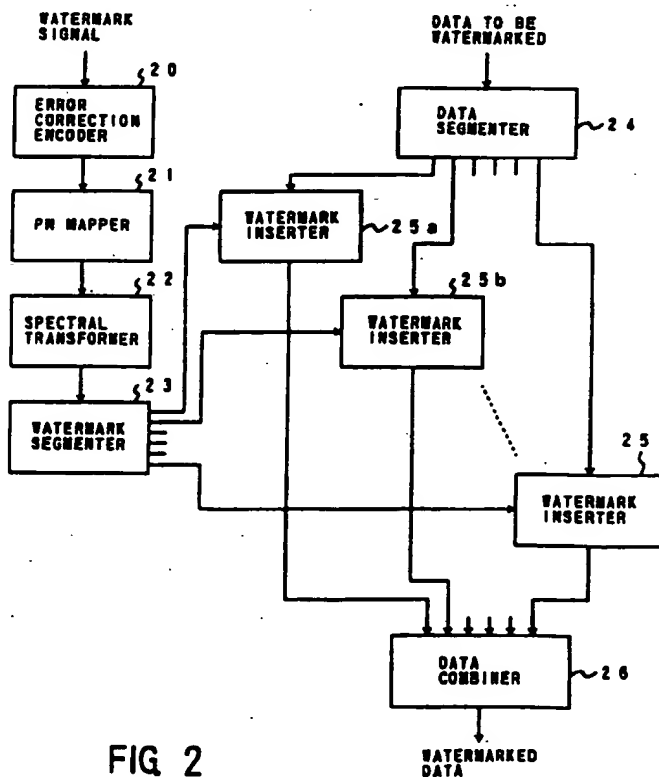 WATERMARK
SIGNAL
20
ERROR
CORRECTION
ENCODER
21
PN MAPPER
22
SPECTRAL
TRANSFORMER
23
WATERMARK
SEGMENTER
DATA TO BE
WATERMARKED
DATA
SEGMENTER
24
WATERMARK
INSERTER
25a
25b
WATERMARK
INSERTER
25
WATERMARK
INSERTER
DATA
COMBINER
26
WATERMARKED
DATA
FIG. 2